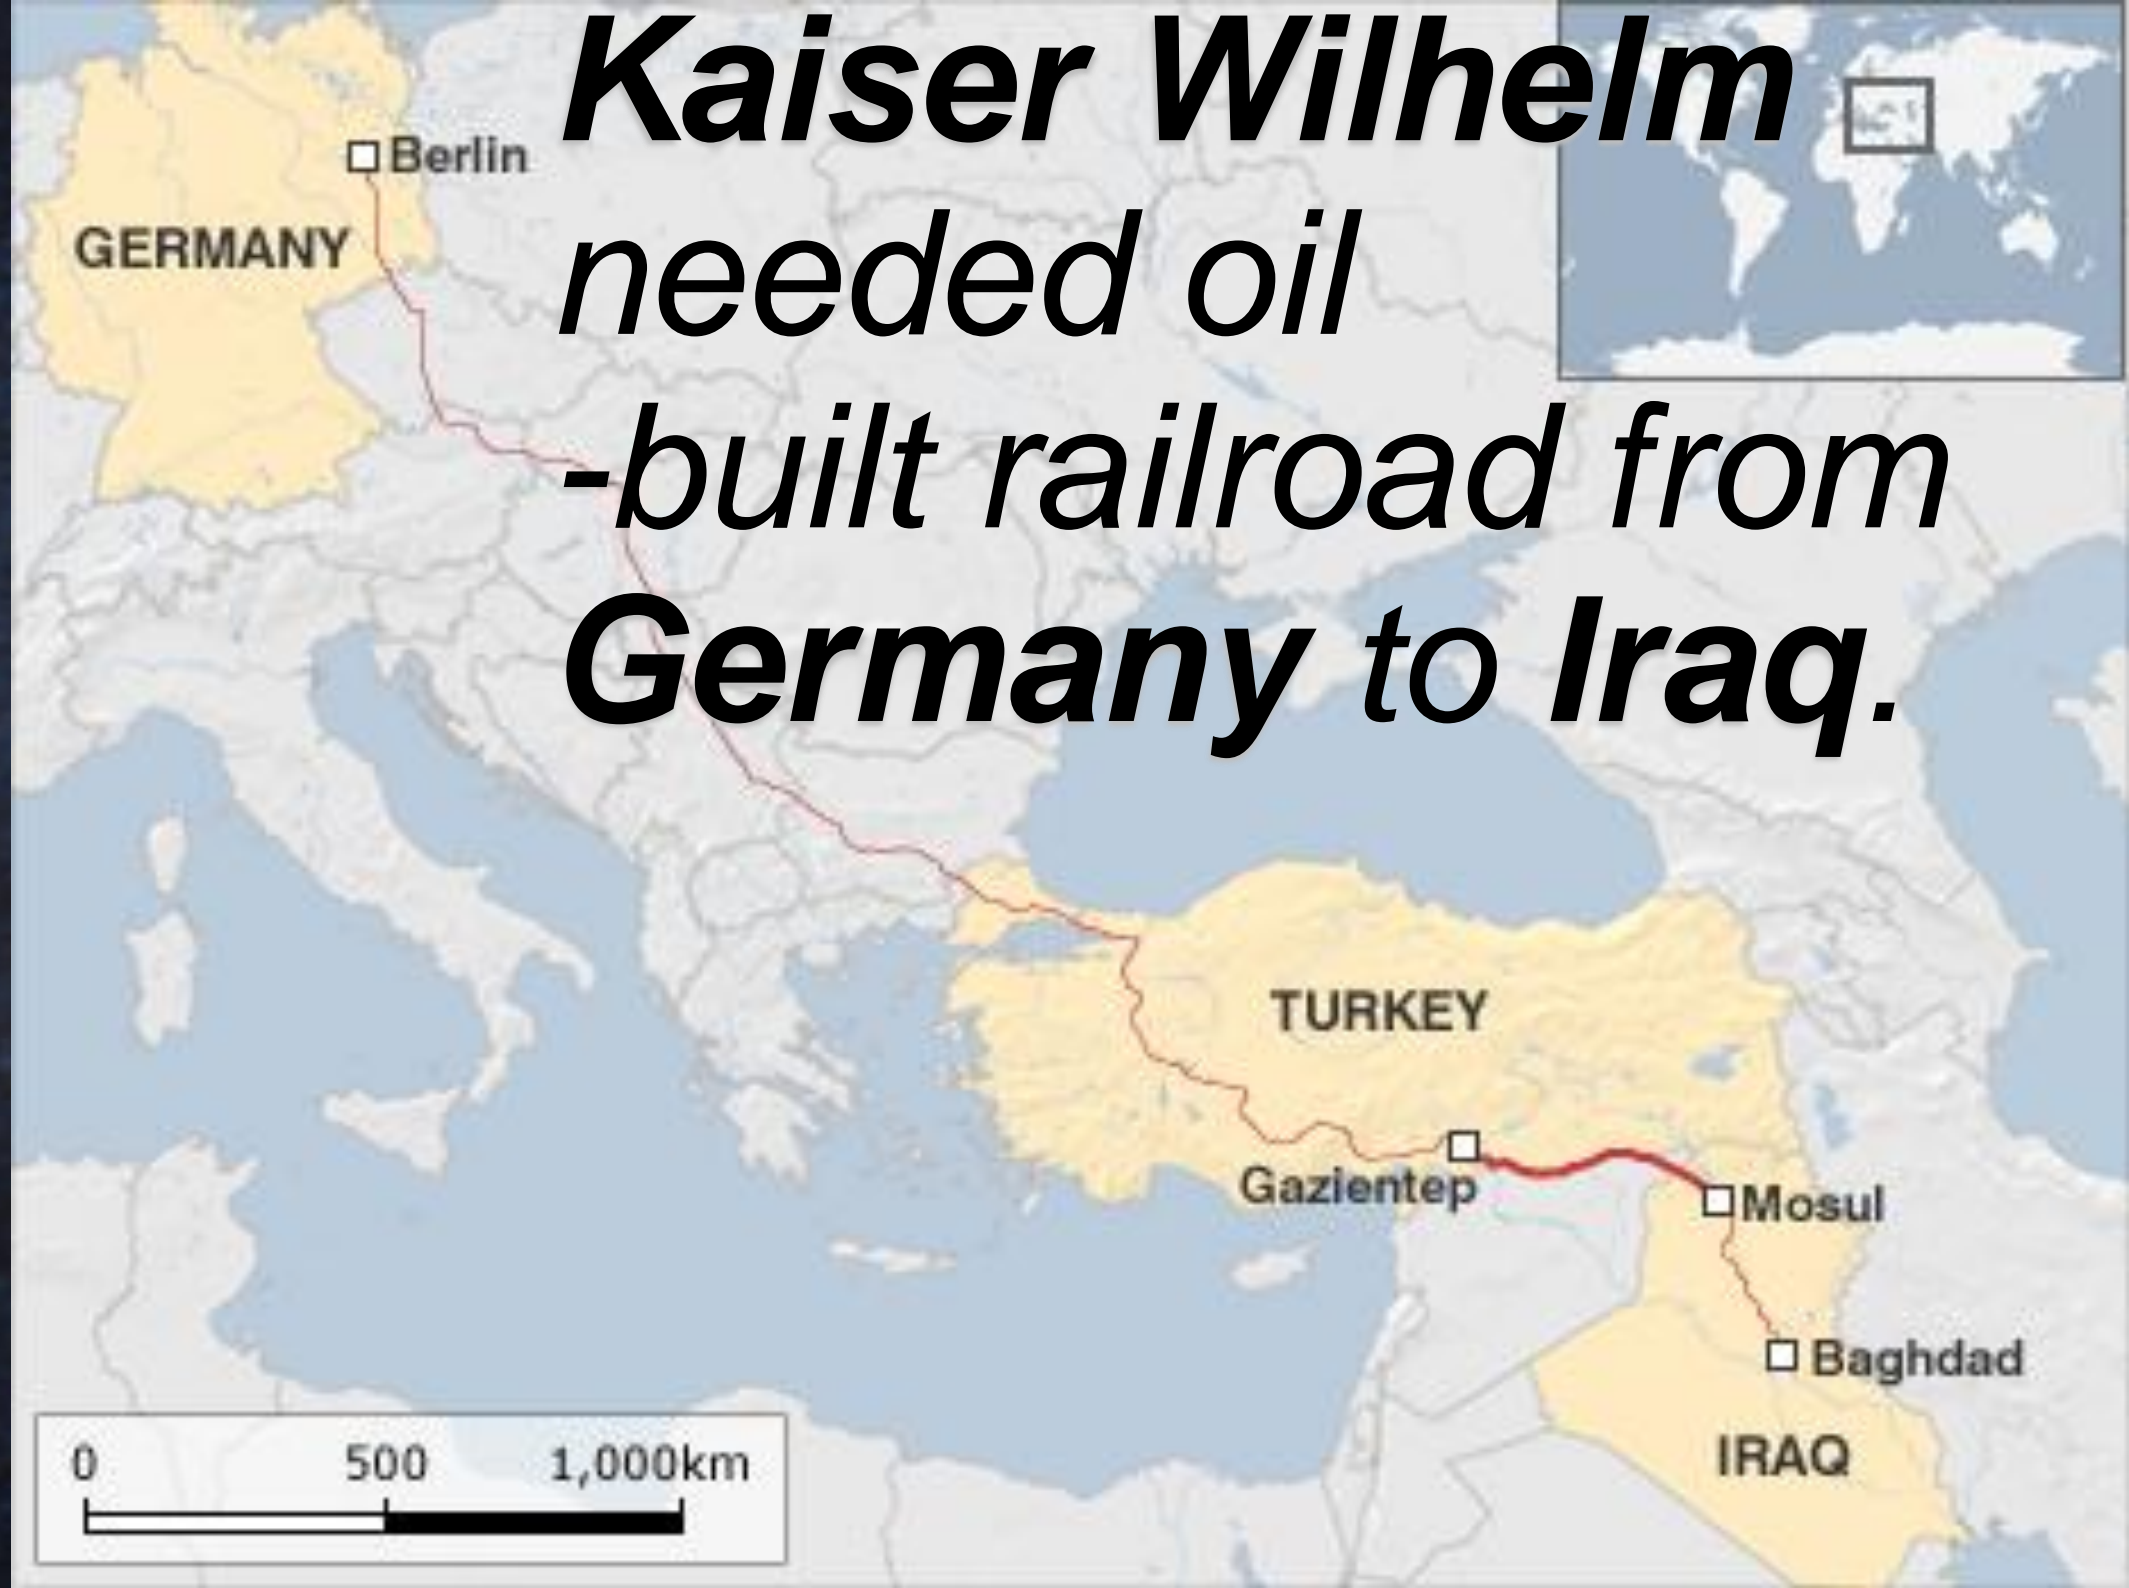 Kaiser Wilhelm
needed oil
-built railroad from
Germany to Iraq.
Berlin
GERMANY
TURKEY
Gazientep
Mosul
Baghdad
IRAQ
0 500 1,000km